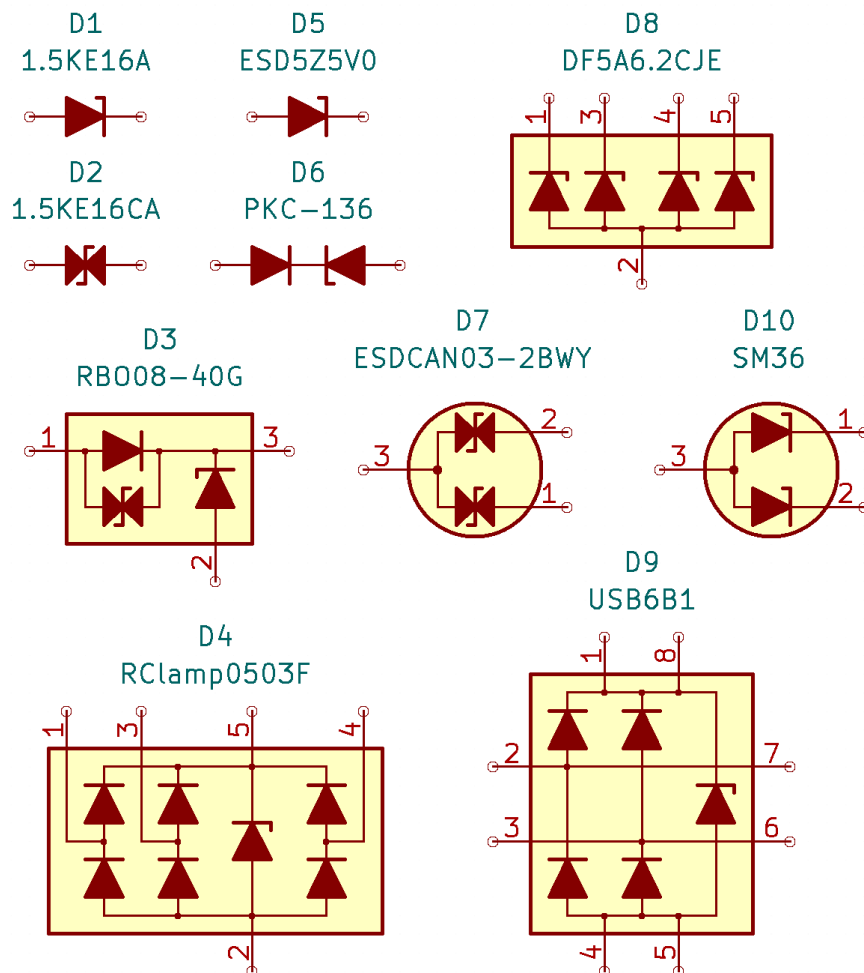 D1
1.5KE16A
D5
ESD5Z5V0
D8
DF5A6.2CJE
1
3
4
5
2
D2
1.5KE16CA
D6
PKC-136
D3
RBO08-40G
1
3
2
D7
ESDCAN03-2BWY
2
3
1
D10
SM36
1
3
2
D4
RClamp0503F
1
3
5
4
2
D9
USB6B1
1
8
2
7
3
6
4
5